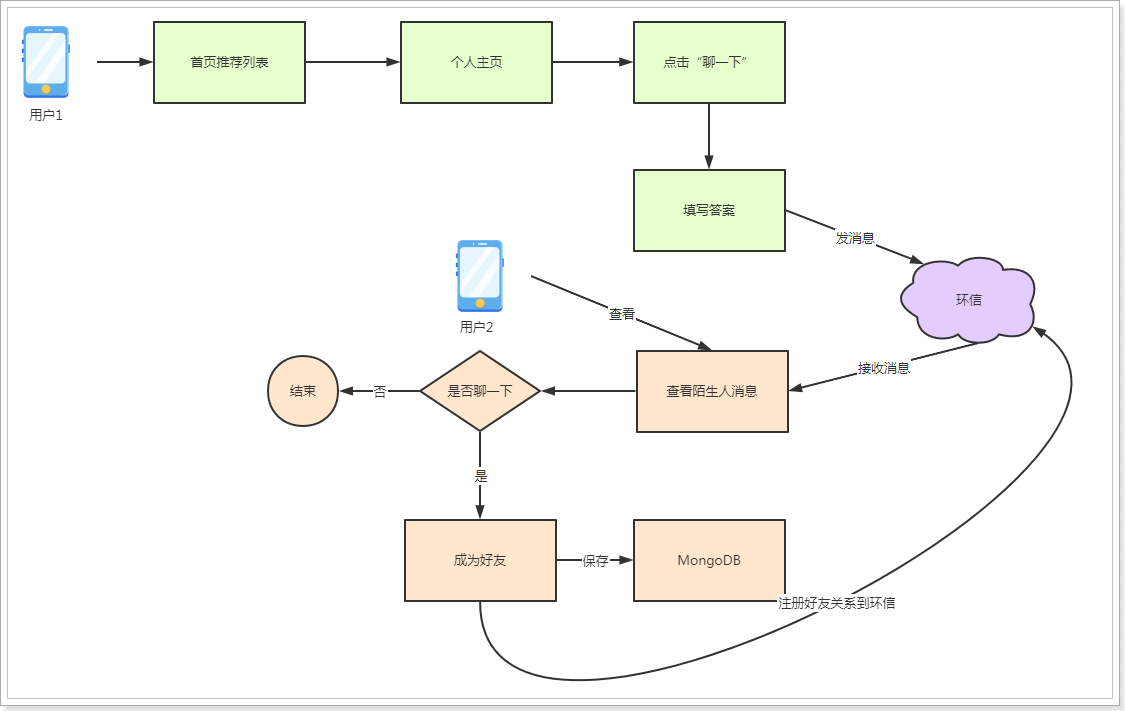 首页推荐列表
个人主页
点击“聊一下”
用户1
填写答案
发消息
环信
用户2
查看
接收消息
结束
否
是否聊一下
查看陌生人消息
是
成为好友
保存
MongoDB
注册好友关系到环信